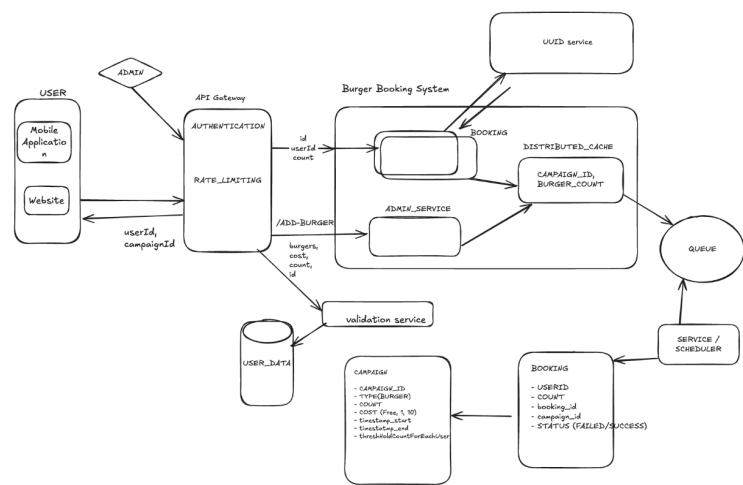 UUID service
ADMIN
USER
API Gateway
Burger Booking System
Mobile
Applicatio
n
Website
AUTHENTICATION
RATE_LIMITING
id
userId
count
BOOKING
DISTRIBUTED_CACHE
CAMPAIGN_ID,
BURGER_COUNT
/ADD-BURGER
ADMIN_SERVICE
userId,
campaignId
burgers,
cost,
count,
id
QUEUE
validation service
USER_DATA
SERVICE /
SCHEDULER
CAMPAIGN
- CAMPAIGN_ID
- TYPE(BURGER)
- COUNT
- COST (Free, 1, 10)
- timestamp_start
- timestatmp_end
- threshHoldCountForEachUser
BOOKING
- USERID
- COUNT
- booking_id
- campaign_id
- STATUS (FAILED/SUCCESS)